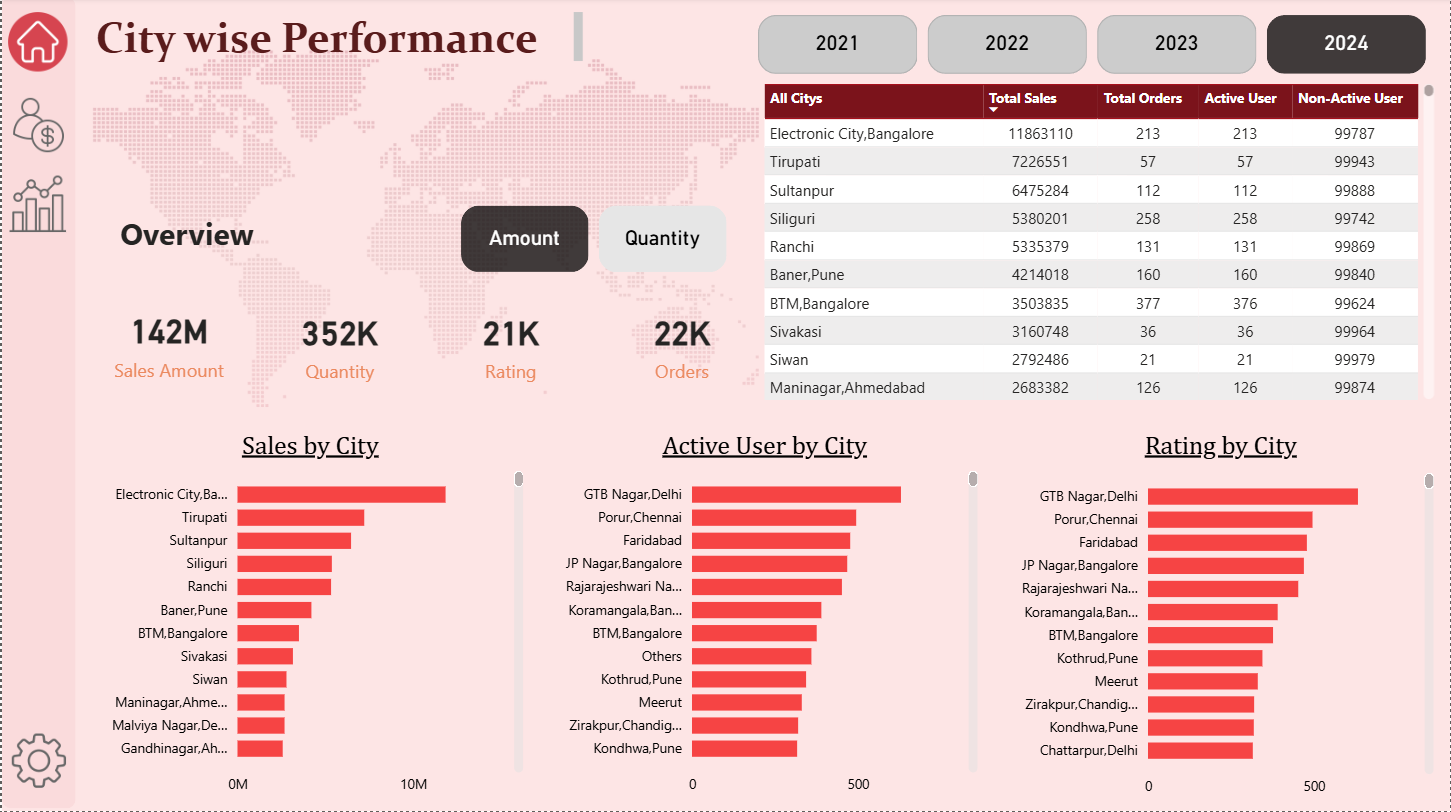 City wise Performance
2021 2022 2023 2024
All Citys Total Sales Total Orders Active User Non-Active User
Electronic City,Bangalore 11863110 213 213 99787
Tirupati 7226551 57 57 99943
Sultanpur 6475284 112 112 99888
Siliguri 5380201 258 258 99742
Ranchi 5335379 131 131 99869
Baner,Pune 4214018 160 160 99840
BTM,Bangalore 3503835 377 376 99624
Sivakasi 3160748 36 36 99964
Siwan 2792486 21 21 99979
Maninagar,Ahmedabad 2683382 126 126 99874
Overview
Amount Quantity
142M 352K 21K 22K
Sales Amount Quantity Rating Orders
Sales by City
Electronic City,Ba...
Tirupati
Sultanpur
Siliguri
Ranchi
Baner,Pune
BTM,Bangalore
Sivakasi
Siwan
Maninagar,Ahme...
Malviya Nagar,De...
Gandhinagar,Ah...
0M 10M
Active User by City
GTB Nagar,Delhi
Porur,Chennai
Faridabad
JP Nagar,Bangalore
Rajarajeshwari Na...
Koramangala,Ban...
BTM,Bangalore
Others
Kothrud,Pune
Meerut
Zirakpur,Chandig...
Kondhwa,Pune
0 500
Rating by City
GTB Nagar,Delhi
Porur,Chennai
Faridabad
JP Nagar,Bangalore
Rajarajeshwari Na...
Koramangala,Ban...
BTM,Bangalore
Kothrud,Pune
Meerut
Zirakpur,Chandig...
Kondhwa,Pune
Chattarpur,Delhi
0 500